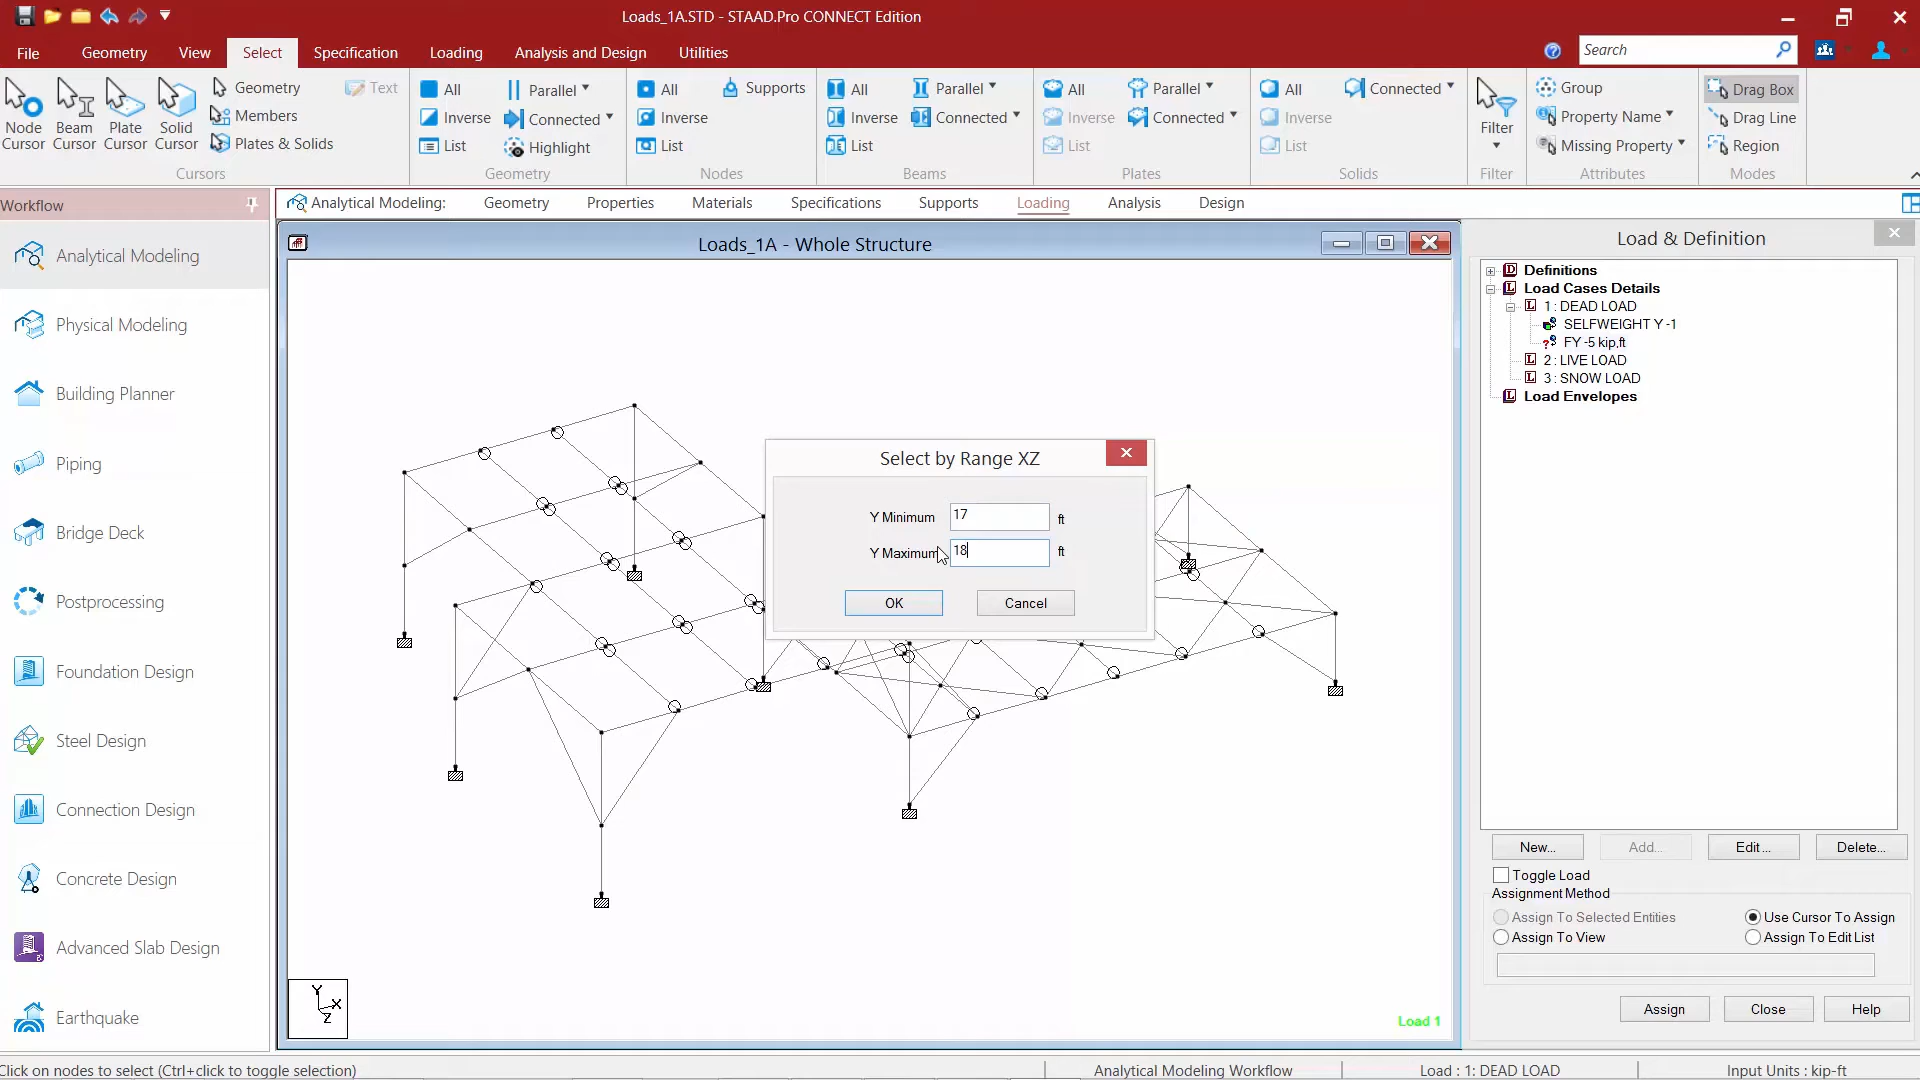 Loads_1A.STD - STAAD.Pro CONNECT Edition
File
Geometry
View
Select
Specification
Loading
Analysis and Design
Utilities
Search
Node Cursor
Beam Cursor
Plate Cursor
Solid Cursor
Geometry
Members
Plates & Solids
Text
Cursors
All
Inverse
List
Parallel
Connected
Highlight
Geometry
All
Inverse
List
Supports
Nodes
All
Inverse
List
Parallel
Connected
Beams
All
Inverse
List
Parallel
Connected
Plates
All
Inverse
List
Connected
Solids
Filter
Filter
Group
Property Name
Missing Property
Attributes
Drag Box
Drag Line
Region
Modes
Workflow
Analytical Modeling
Physical Modeling
Building Planner
Piping
Bridge Deck
Postprocessing
Foundation Design
Steel Design
Connection Design
Concrete Design
Advanced Slab Design
Earthquake
Analytical Modeling:
Geometry
Properties
Materials
Specifications
Supports
Loading
Analysis
Design
Loads_1A - Whole Structure
Select by Range XZ
Y Minimum 17 ft
Y Maximum 18 ft
OK
Cancel
Y
X
Z
Load 1
Load & Definition
Definitions
Load Cases Details
1 : DEAD LOAD
SELFWEIGHT Y -1
FY -5 kip,ft
2 : LIVE LOAD
3 : SNOW LOAD
Load Envelopes
New...
Add...
Edit ...
Delete...
Toggle Load
Assignment Method
Assign To Selected Entities
Use Cursor To Assign
Assign To View
Assign To Edit List
Assign
Close
Help
Click on nodes to select (Ctrl+click to toggle selection)
Analytical Modeling Workflow
Load : 1: DEAD LOAD
Input Units : kip-ft